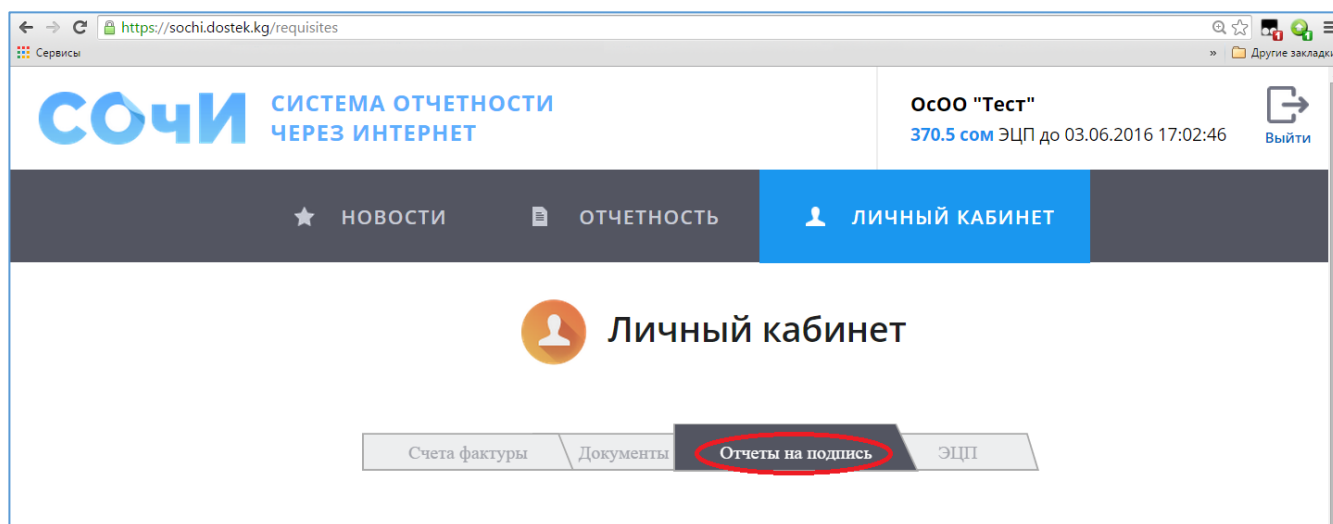 https://sochi.dostek.kg/requisites
Сервисы
» Другие закладки
СОчИ
СИСТЕМА ОТЧЕТНОСТИ
ЧЕРЕЗ ИНТЕРНЕТ
ОсОО "Тест"
370.5 сом ЭЦП до 03.06.2016 17:02:46
Выйти
НОВОСТИ
ОТЧЕТНОСТЬ
ЛИЧНЫЙ КАБИНЕТ
Личный кабинет
Счета фактуры
Документы
Отчеты на подпись
ЭЦП